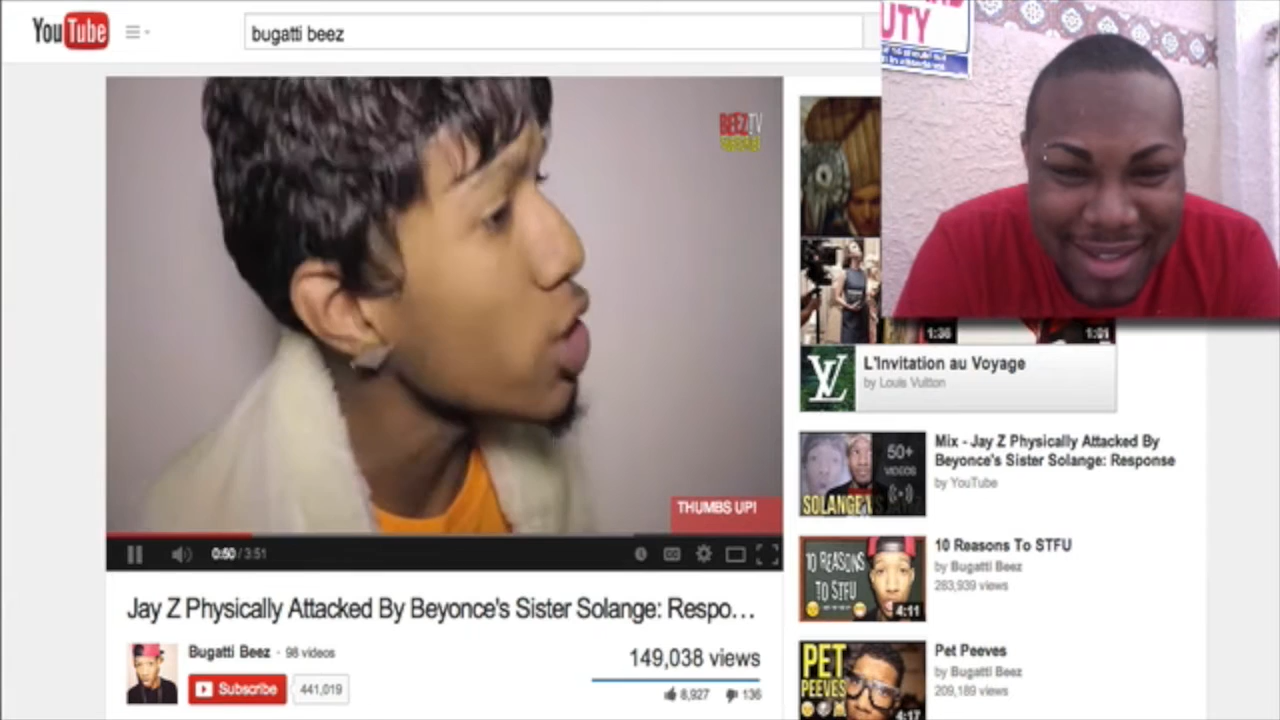 YouTube
bugatti beez
UTY
BEEZTV
THUMBS UP!
0:50 / 3:51
1:36
1:01
L'Invitation au Voyage
by Louis Vuitton
Mix - Jay Z Physically Attacked By
Beyonce's Sister Solange: Response
by YouTube
50+
VIDEOS
SOLANGE
10 Reasons To STFU
by Bugatti Beez
283,939 views
10 REASONS
TO STFU
4:11
Pet Peeves
by Bugatti Beez
209,189 views
PET
PEEVES
4:17
Jay Z Physically Attacked By Beyonce's Sister Solange: Respo...
Bugatti Beez · 98 videos
Subscribe 441,019
149,038 views
8,927 136